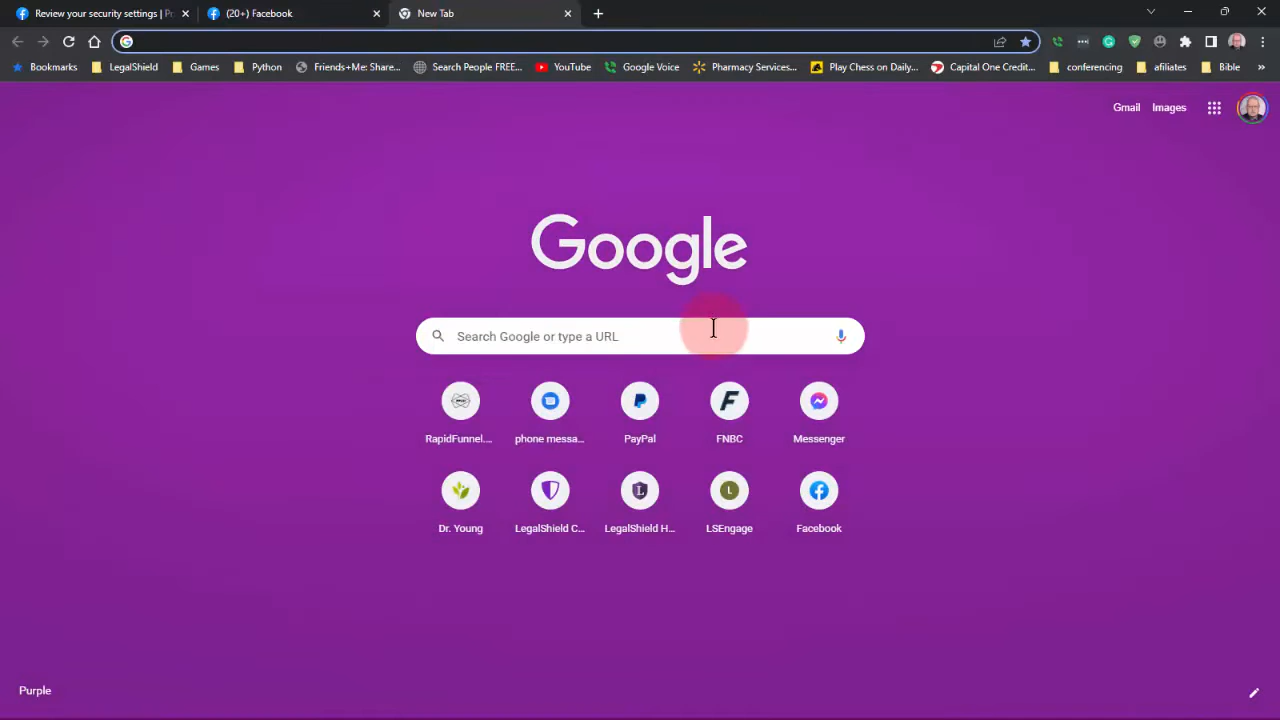 Review your security settings | Pr
(20+) Facebook
New Tab
Bookmarks
LegalShield
Games
Python
Friends+Me: Share...
Search People FREE...
YouTube
Google Voice
Pharmacy Services...
Play Chess on Daily...
Capital One Credit...
conferencing
afiliates
Bible
Gmail
Images
Google
Search Google or type a URL
RapidFunnel....
phone messa...
PayPal
FNBC
Messenger
Dr. Young
LegalShield C...
LegalShield H...
LSEngage
Facebook
Purple